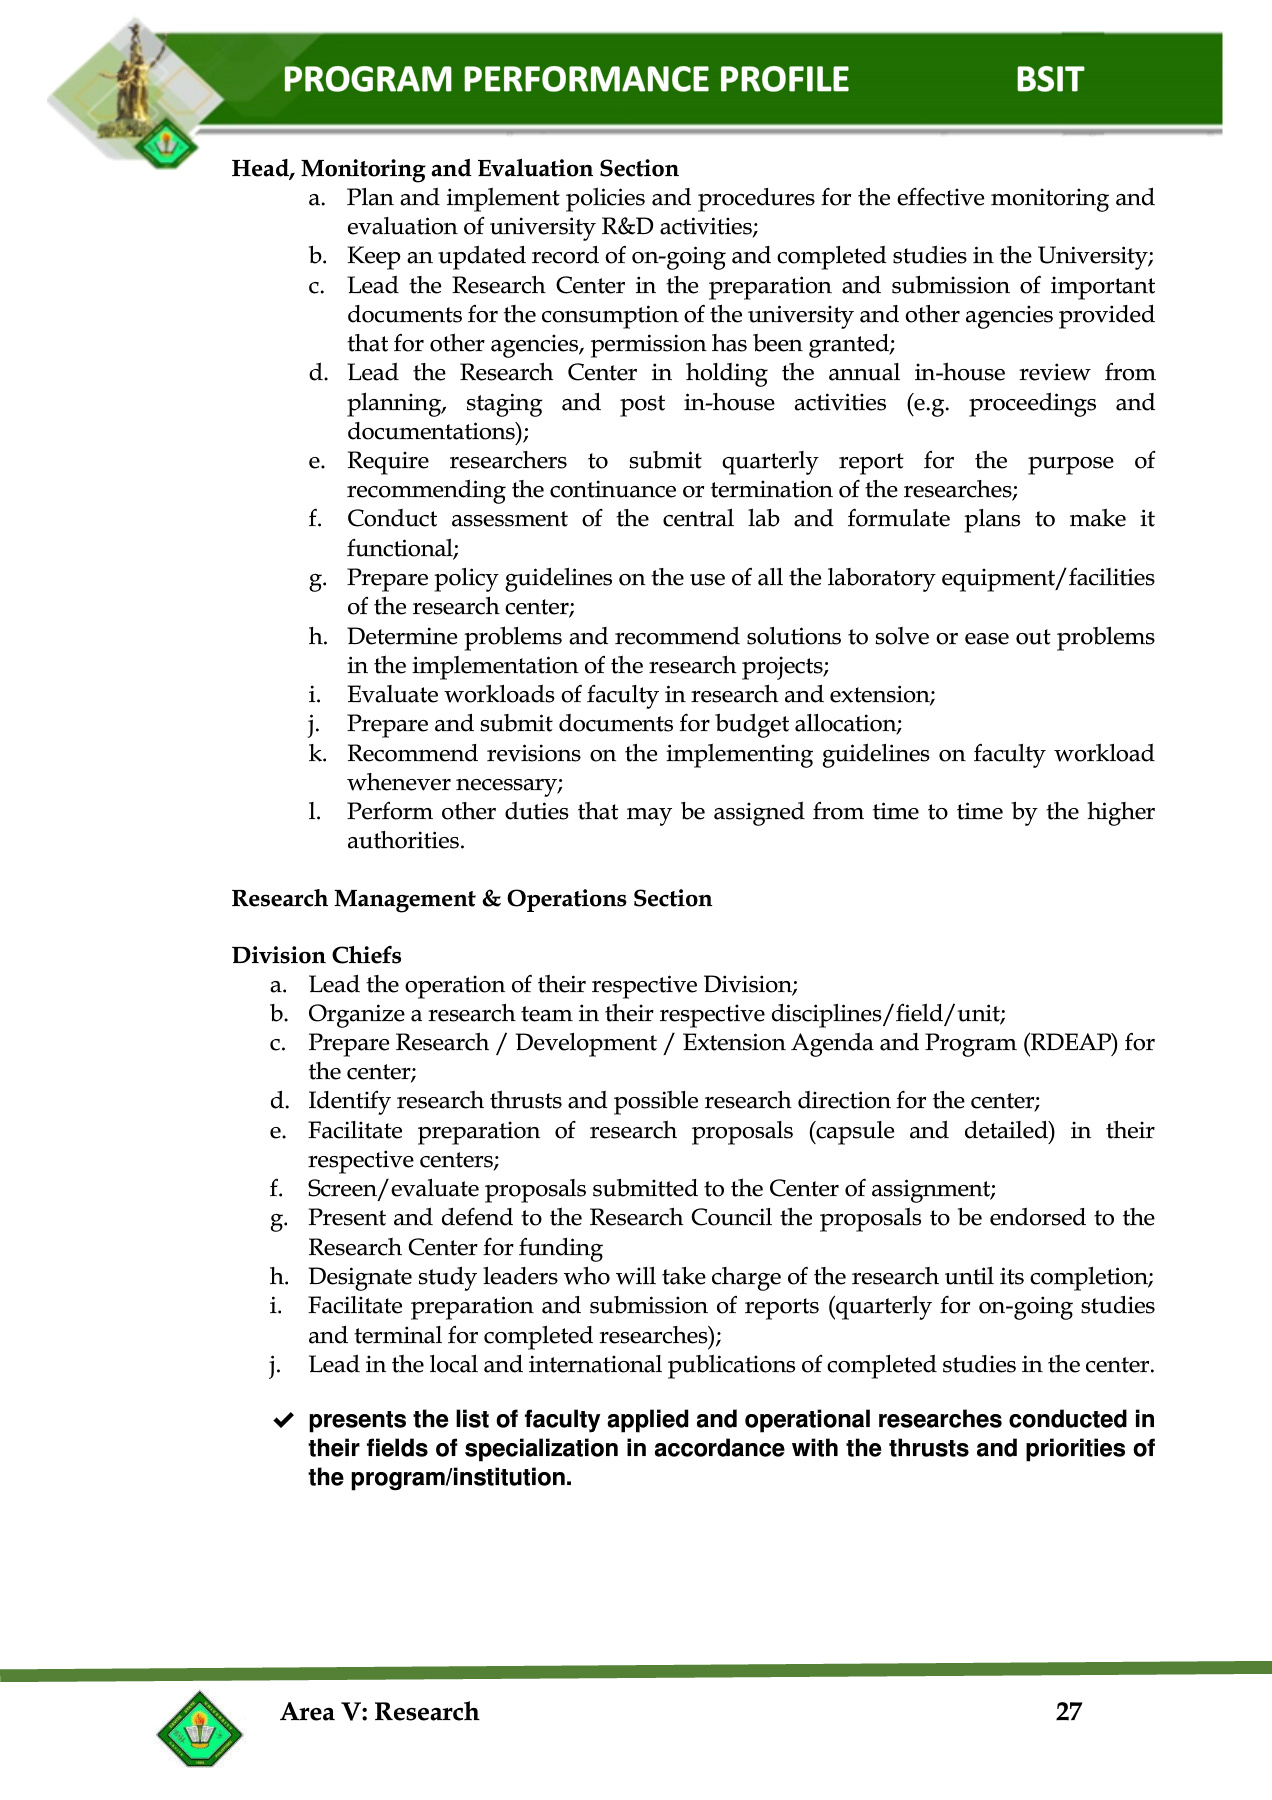 PROGRAM PERFORMANCE PROFILE BSIT
Head, Monitoring and Evaluation Section
a. Plan and implement policies and procedures for the effective monitoring and
evaluation of university R&D activities;
b. Keep an updated record of on-going and completed studies in the University;
c. Lead the Research Center in the preparation and submission of important
documents for the consumption of the university and other agencies provided
that for other agencies, permission has been granted;
d. Lead the Research Center in holding the annual in-house review from
planning, staging and post in-house activities (e.g. proceedings and
documentations);
e. Require researchers to submit quarterly report for the purpose of
recommending the continuance or termination of the researches;
f. Conduct assessment of the central lab and formulate plans to make it
functional;
g. Prepare policy guidelines on the use of all the laboratory equipment/facilities
of the research center;
h. Determine problems and recommend solutions to solve or ease out problems
in the implementation of the research projects;
i. Evaluate workloads of faculty in research and extension;
j. Prepare and submit documents for budget allocation;
k. Recommend revisions on the implementing guidelines on faculty workload
whenever necessary;
l. Perform other duties that may be assigned from time to time by the higher
authorities.
Research Management & Operations Section
Division Chiefs
a. Lead the operation of their respective Division;
b. Organize a research team in their respective disciplines/field/unit;
c. Prepare Research / Development / Extension Agenda and Program (RDEAP) for
the center;
d. Identify research thrusts and possible research direction for the center;
e. Facilitate preparation of research proposals (capsule and detailed) in their
respective centers;
f. Screen/evaluate proposals submitted to the Center of assignment;
g. Present and defend to the Research Council the proposals to be endorsed to the
Research Center for funding
h. Designate study leaders who will take charge of the research until its completion;
i. Facilitate preparation and submission of reports (quarterly for on-going studies
and terminal for completed researches);
j. Lead in the local and international publications of completed studies in the center.
✓ presents the list of faculty applied and operational researches conducted in
their fields of specialization in accordance with the thrusts and priorities of
the program/institution.
Area V: Research 27